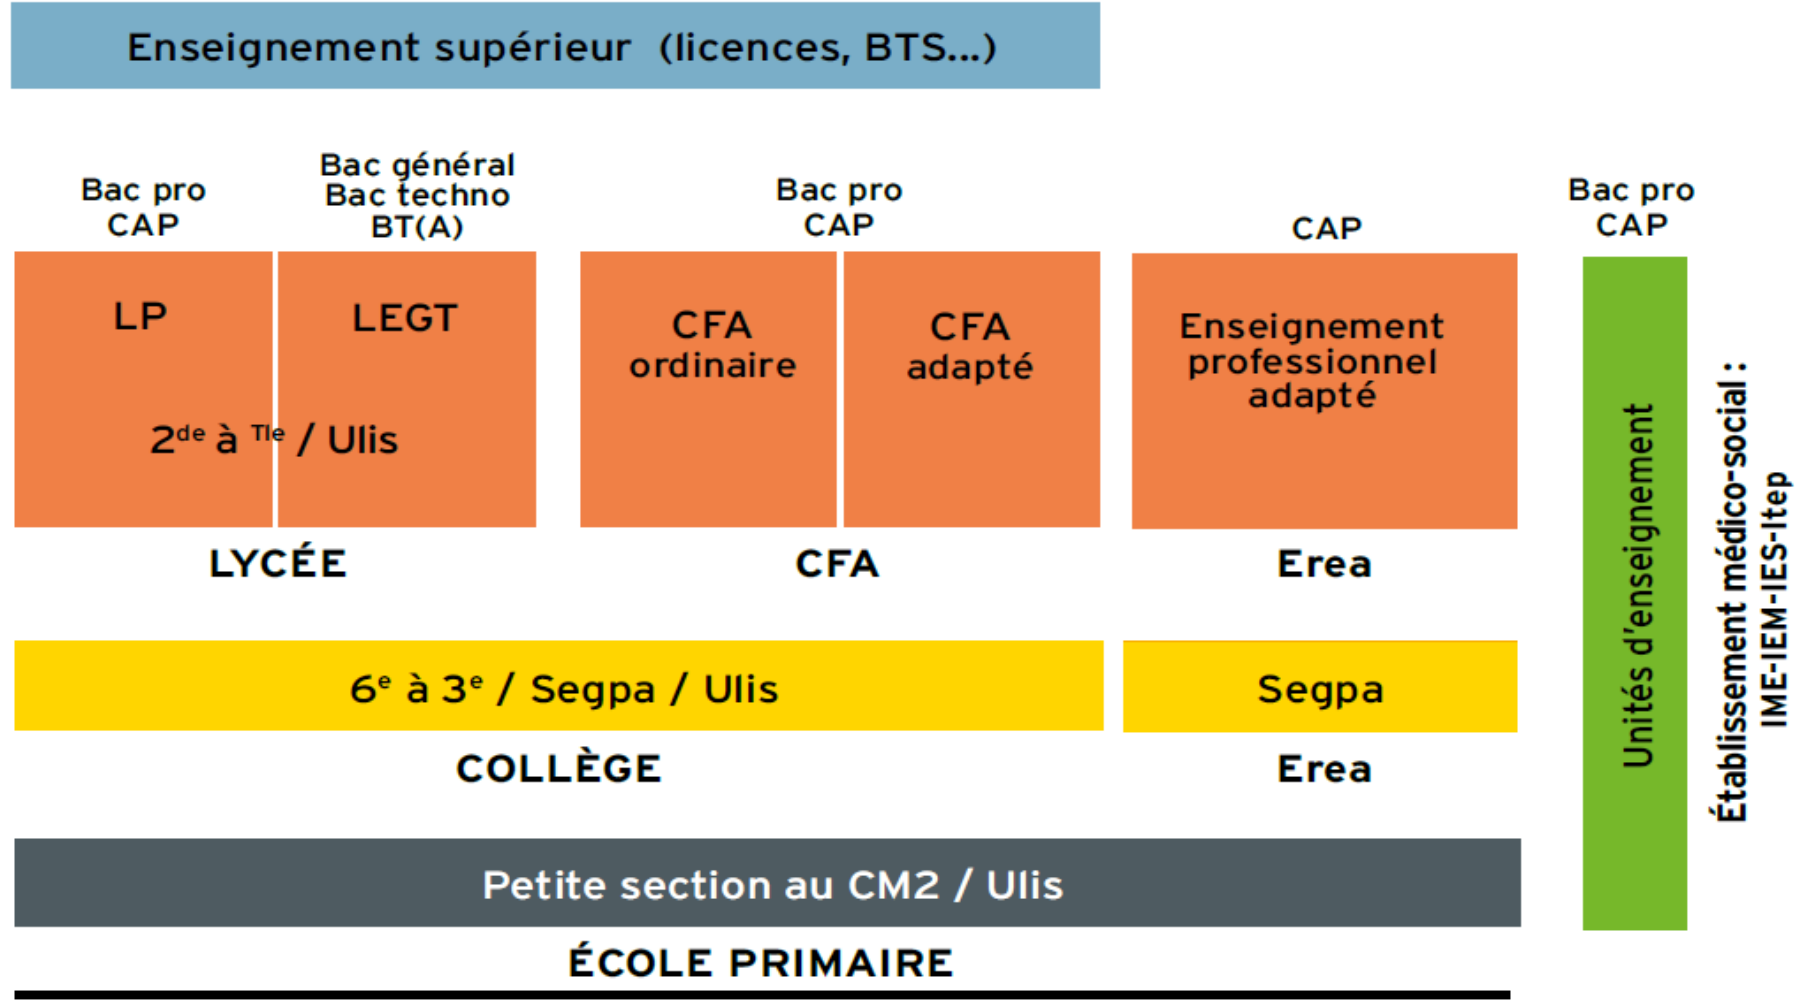 Enseignement supérieur (licences, BTS...)
Bac pro
CAP
Bac général
Bac techno
BT(A)
Bac pro
CAP
CAP
Bac pro
CAP
LP
LEGT
2de à Tle / Ulis
CFA
ordinaire
CFA
adapté
Enseignement
professionnel
adapté
LYCÉE
CFA
Erea
6e à 3e / Segpa / Ulis
Segpa
COLLÈGE
Erea
Petite section au CM2 / Ulis
ÉCOLE PRIMAIRE
Unités d'enseignement
Établissement médico-social :
IME-IEM-IES-Itep